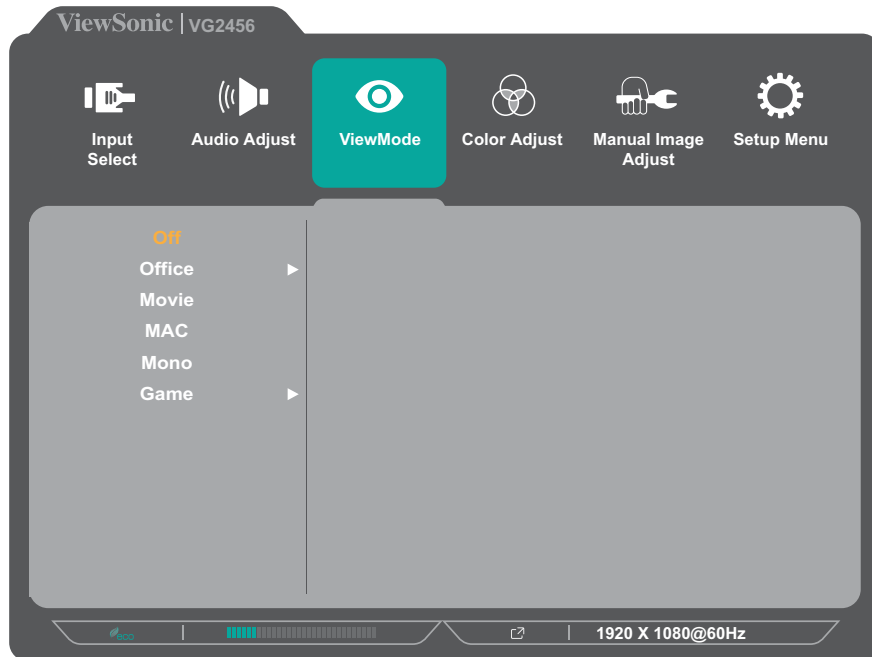 ViewSonic | VG2456
Input Select
Audio Adjust
ViewMode
Color Adjust
Manual Image Adjust
Setup Menu
Off
Office ▶
Movie
MAC
Mono
Game ▶
eco
1920 X 1080@60Hz